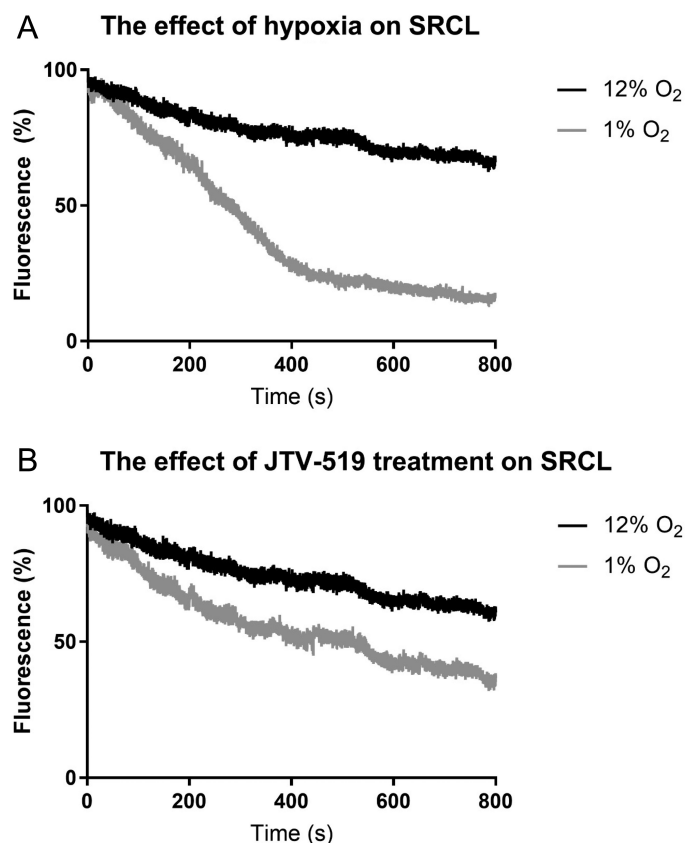 A
The effect of hypoxia on SRCL
100
50
0
Fluorescence (%)
0 200 400 600 800
Time (s)
12% O₂
1% O₂
B
The effect of JTV-519 treatment on SRCL
100
50
0
Fluorescence (%)
0 200 400 600 800
Time (s)
12% O₂
1% O₂